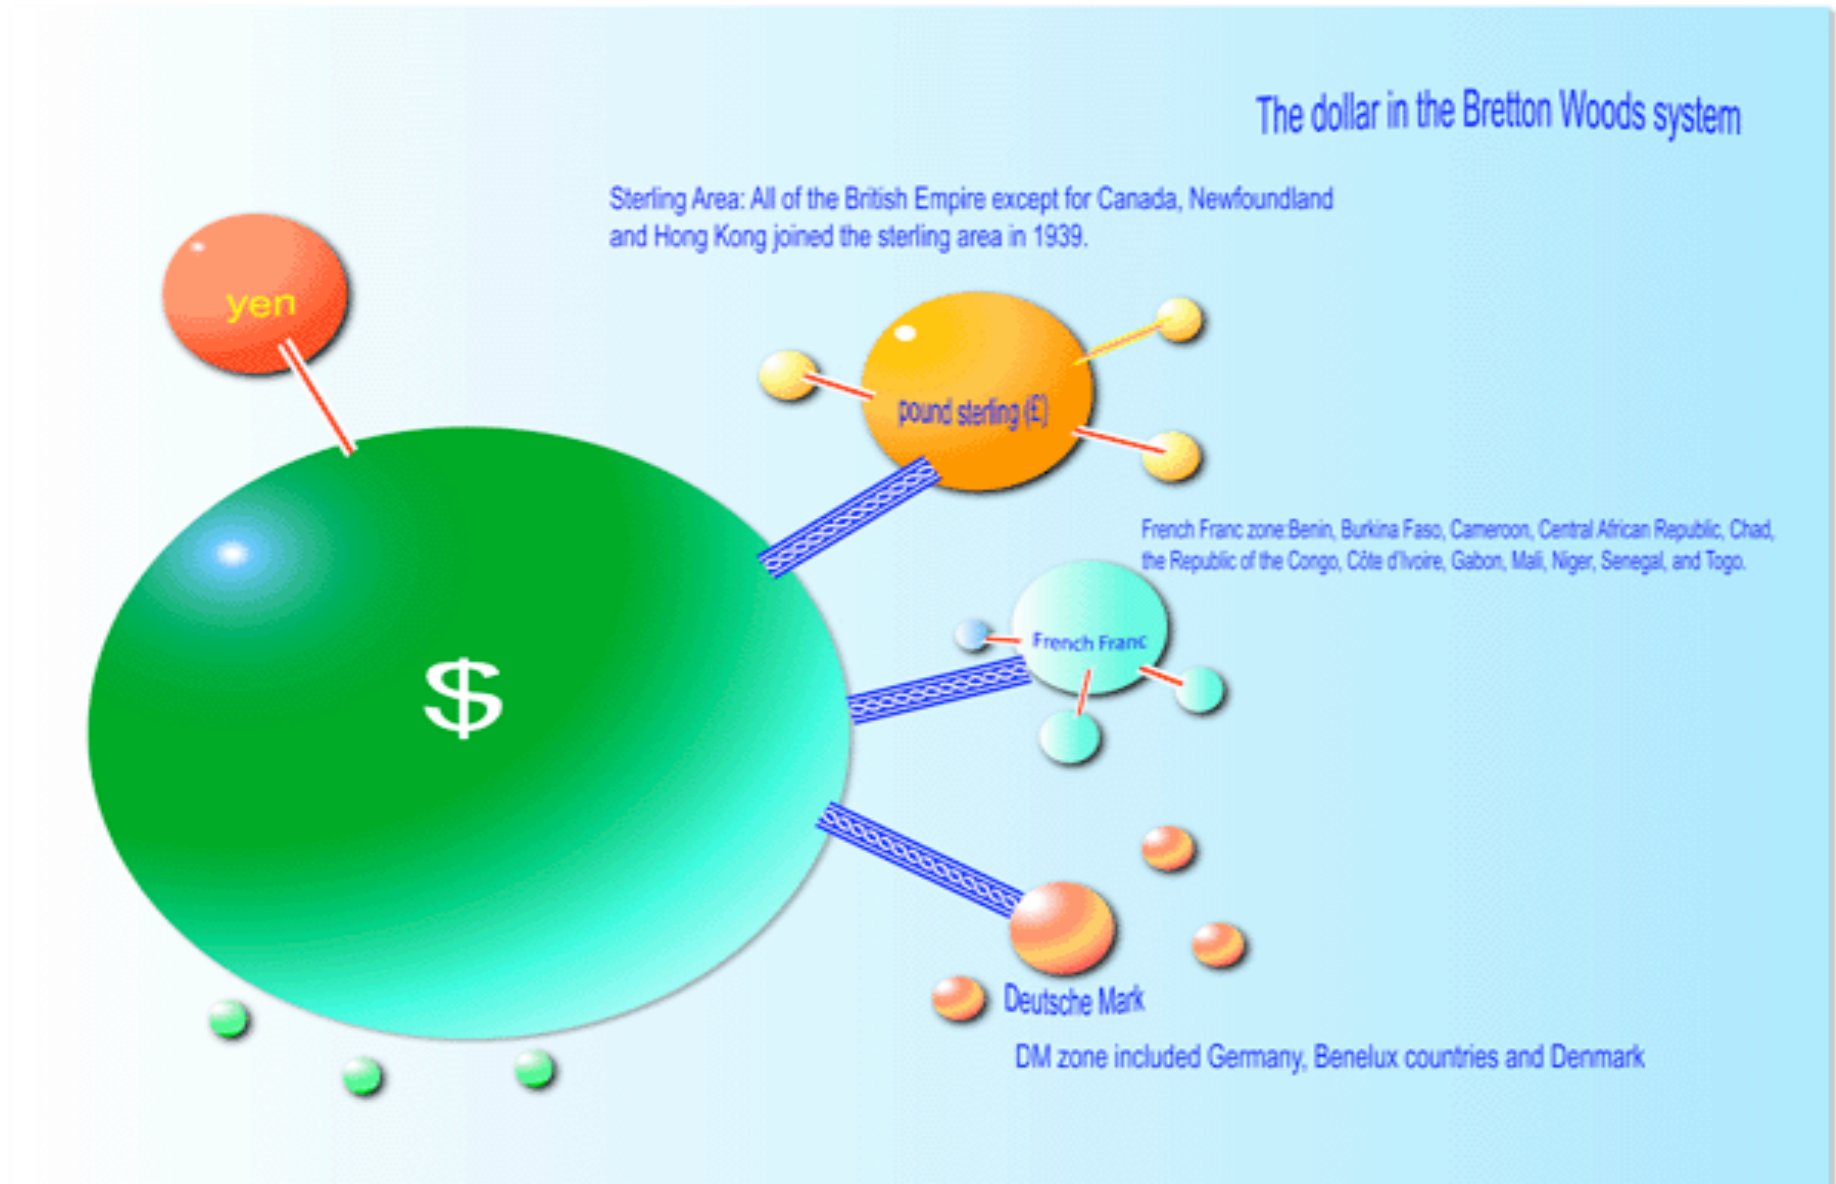 The dollar in the Bretton Woods system
Sterling Area: All of the British Empire except for Canada, Newfoundland
and Hong Kong joined the sterling area in 1939.
yen
pound sterling (£)
French Franc zone:Benin, Burkina Faso, Cameroon, Central African Republic, Chad,
the Republic of the Congo, Côte d'Ivoire, Gabon, Mali, Niger, Senegal, and Togo.
French Franc
$
Deutsche Mark
DM zone included Germany, Benelux countries and Denmark